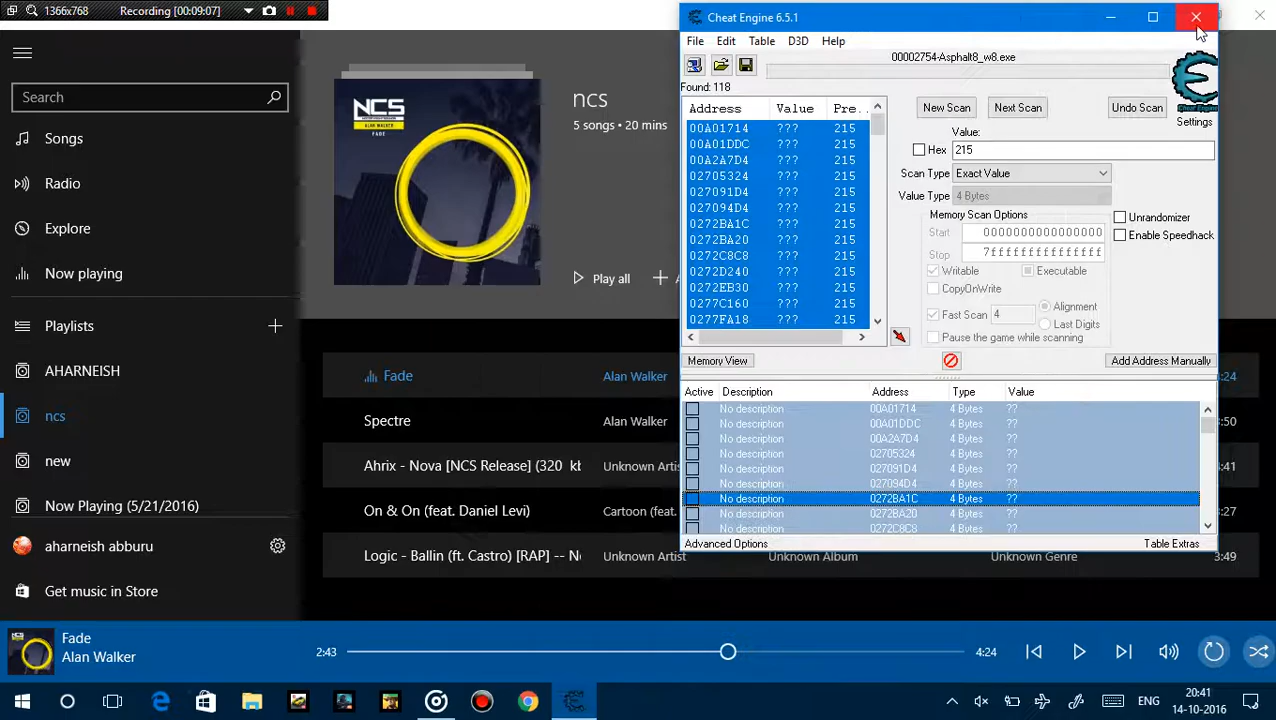 1366x768
Recording [00:09:07]
Search
Songs
Radio
Explore
Now playing
Playlists
AHARNEISH
ncs
new
Now Playing (5/21/2016)
aharneish abburu
Get music in Store
NCS
ALAN WALKER
FADE
ncs
5 songs • 20 mins
Play all
A
Fade Alan Walker :24
Spectre Alan Walker :50
Ahrix - Nova [NCS Release] (320 kb Unknown Artis :41
On & On (feat. Daniel Levi) Cartoon (feat. :27
Logic - Ballin (ft. Castro) [RAP] -- N Unknown Artist Unknown Album Unknown Genre 3:49
Cheat Engine 6.5.1
File Edit Table D3D Help
00002754-Asphalt8_w8.exe
Found: 118
Address Value Pre..
00A01714 ??? 215
00A01DDC ??? 215
00A2A7D4 ??? 215
02705324 ??? 215
027091D4 ??? 215
027094D4 ??? 215
0272BA1C ??? 215
0272BA20 ??? 215
0272C8C8 ??? 215
0272D240 ??? 215
0272EB30 ??? 215
0277C160 ??? 215
0277FA18 ??? 215
New Scan Next Scan Undo Scan
Cheat Engine
Settings
Value:
Hex 215
Scan Type Exact Value
Value Type 4 Bytes
Memory Scan Options
Start 0000000000000000
Stop 7fffffffffffffff
Writable Executable
CopyOnWrite
Fast Scan 4 Alignment
Last Digits
Pause the game while scanning
Unrandomizer
Enable Speedhack
Memory View Add Address Manually
Active Description Address Type Value
No description 00A01714 4 Bytes ??
No description 00A01DDC 4 Bytes ??
No description 00A2A7D4 4 Bytes ??
No description 02705324 4 Bytes ??
No description 027091D4 4 Bytes ??
No description 027094D4 4 Bytes ??
No description 0272BA1C 4 Bytes ??
No description 0272BA20 4 Bytes ??
No description 0272C8C8 4 Bytes ??
Advanced Options Table Extras
Fade
Alan Walker
2:43 4:24
ENG
20:41
14-10-2016